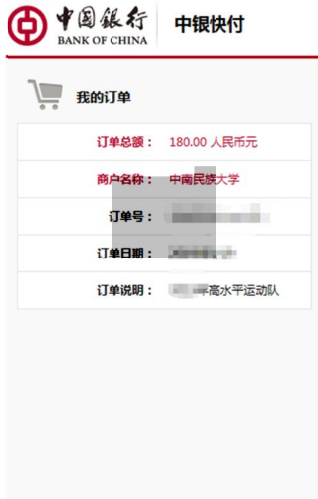 中国银行 中银快付
BANK OF CHINA
我的订单
订单总额： 180.00 人民币元
商户名称： 中南民族大学
订单号：
订单日期：
订单说明： 高水平运动队